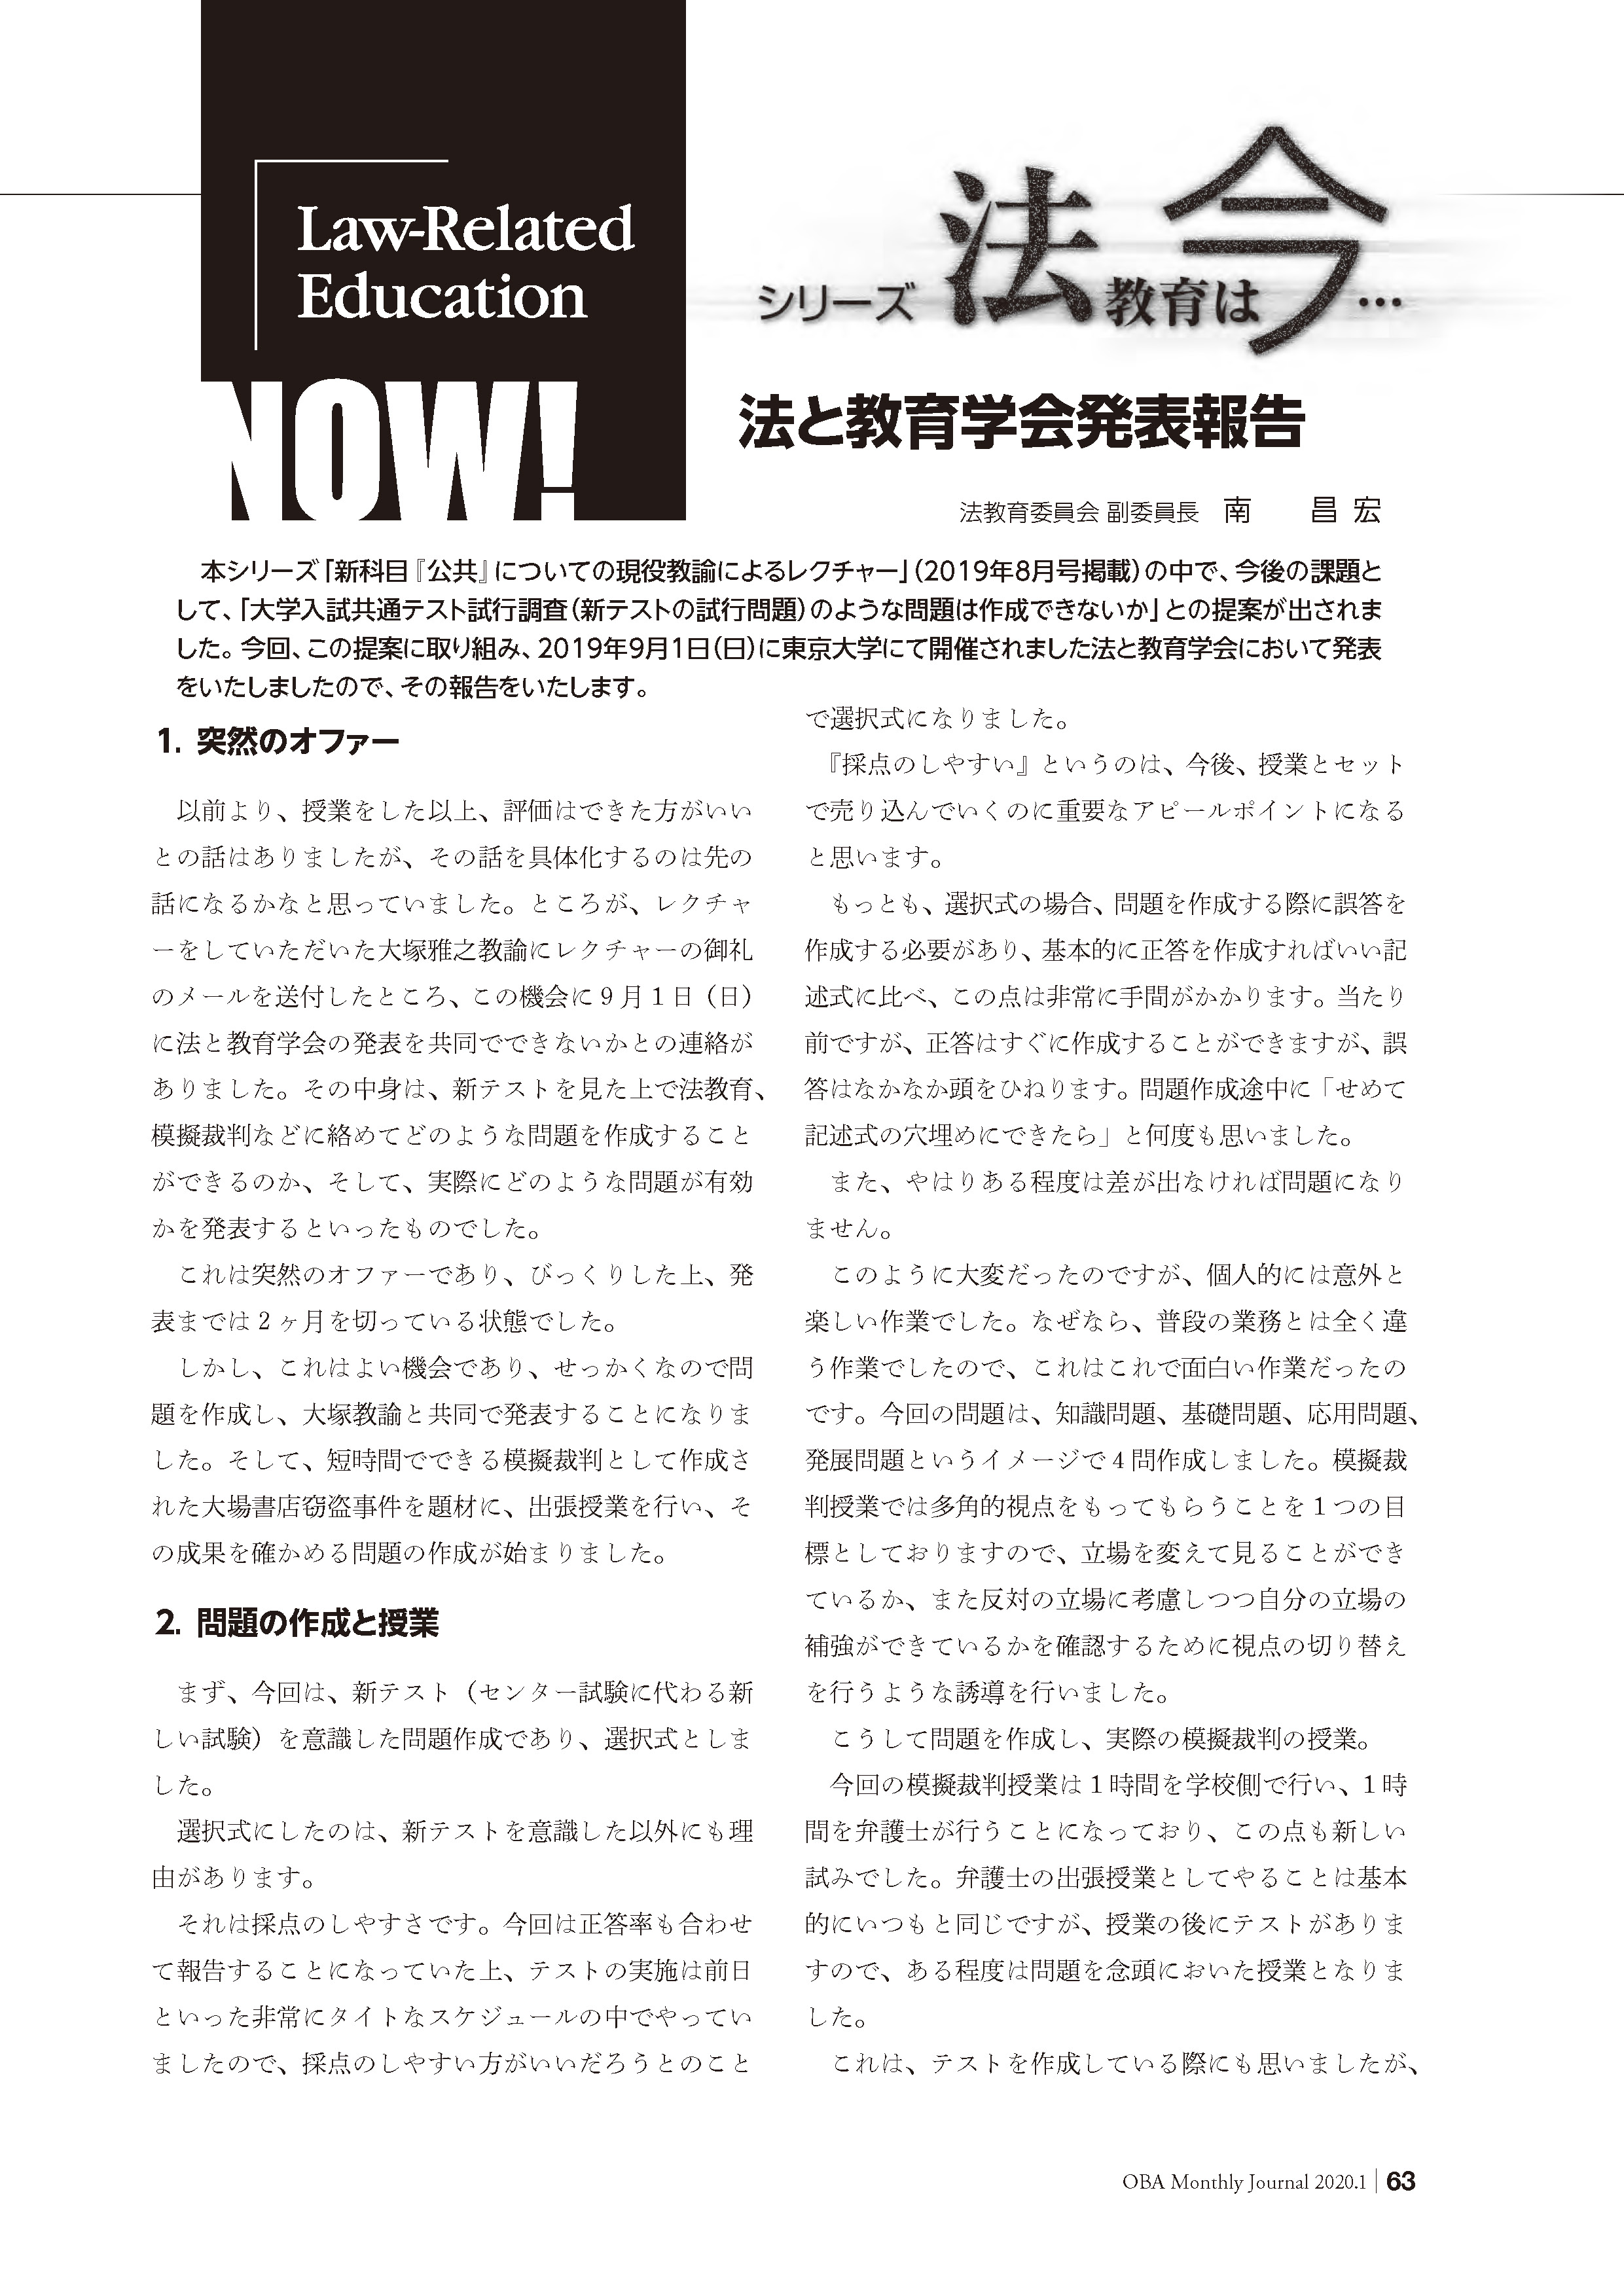 Law-Related
Education
NOW!
シリーズ 法教育は今…
法と教育学会発表報告
法教育委員会 副委員長 南 昌宏
本シリーズ「新科目『公共』についての現役教諭によるレクチャー」（2019年8月号掲載）の中で、今後の課題と
して、「大学入試共通テスト試行調査（新テストの試行問題）のような問題は作成できないか」との提案が出されま
した。今回、この提案に取り組み、2019年9月1日（日）に東京大学にて開催されました法と教育学会において発表
をいたしましたので、その報告をいたします。
1. 突然のオファー
以前より、授業をした以上、評価はできた方がいい
との話はありましたが、その話を具体化するのは先の
話になるかなと思っていました。ところが、レクチャ
ーをしていただいた大塚雅之教諭にレクチャーの御礼
のメールを送付したところ、この機会に9月1日（日）
に法と教育学会の発表を共同でできないかとの連絡が
ありました。その中身は、新テストを見た上で法教育、
模擬裁判などに絡めてどのような問題を作成すること
ができるのか、そして、実際にどのような問題が有効
かを発表するといったものでした。
これは突然のオファーであり、びっくりした上、発
表までは2ヶ月を切っている状態でした。
しかし、これはよい機会であり、せっかくなので問
題を作成し、大塚教諭と共同で発表することになりま
した。そして、短時間でできる模擬裁判として作成さ
れた大場書店窃盗事件を題材に、出張授業を行い、そ
の成果を確かめる問題の作成が始まりました。
2. 問題の作成と授業
まず、今回は、新テスト（センター試験に代わる新
しい試験）を意識した問題作成であり、選択式としま
した。
選択式にしたのは、新テストを意識した以外にも理
由があります。
それは採点のしやすさです。今回は正答率も合わせ
て報告することになっていた上、テストの実施は前日
といった非常にタイトなスケジュールの中でやってい
ましたので、採点のしやすい方がいいだろうとのこと
で選択式になりました。
『採点のしやすい』というのは、今後、授業とセット
で売り込んでいくのに重要なアピールポイントになる
と思います。
もっとも、選択式の場合、問題を作成する際に誤答を
作成する必要があり、基本的に正答を作成すればいい記
述式に比べ、この点は非常に手間がかかります。当たり
前ですが、正答はすぐに作成することができますが、誤
答はなかなか頭をひねります。問題作成途中に「せめて
記述式の穴埋めにできたら」と何度も思いました。
また、やはりある程度は差が出なければ問題になり
ません。
このように大変だったのですが、個人的には意外と
楽しい作業でした。なぜなら、普段の業務とは全く違
う作業でしたので、これはこれで面白い作業だったの
です。今回の問題は、知識問題、基礎問題、応用問題、
発展問題というイメージで4問作成しました。模擬裁
判授業では多角的視点をもってもらうことを1つの目
標としておりますので、立場を変えて見ることができ
ているか、また反対の立場に考慮しつつ自分の立場の
補強ができているかを確認するために視点の切り替え
を行うような誘導を行いました。
こうして問題を作成し、実際の模擬裁判の授業。
今回の模擬裁判授業は1時間を学校側で行い、1時
間を弁護士が行うことになっており、この点も新しい
試みでした。弁護士の出張授業としてやることは基本
的にいつもと同じですが、授業の後にテストがありま
すので、ある程度は問題を念頭においた授業となりま
した。
これは、テストを作成している際にも思いましたが、
OBA Monthly Journal 2020.1 | 63